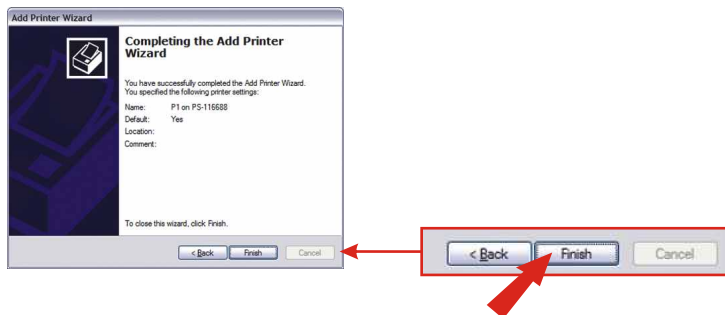 Add Printer Wizard
Completing the Add Printer
Wizard
You have successfully completed the Add Printer Wizard.
You specified the following printer settings:
Name: P1 on PS-116688
Default: Yes
Location:
Comment:
To close this wizard, click Finish.
< Back Finish Cancel
< Back Finish Cancel